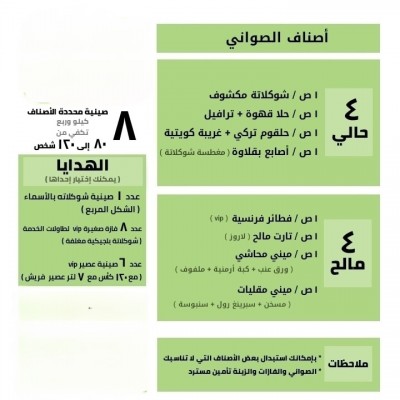 أصناف الصواني
٤
حالي
١ ص / شوكلاتة مكشوف
١ ص / حلا قهوة + ترافيل
١ ص / حلقوم تركي + غريبة كويتية
١ ص / أصابع بقلاوة ( مغطسة شوكلاتة )
٤
مالح
١ ص / فطائر فرنسية ( vip )
١ ص / تارت مالح ( لاروز )
١ ص / ميني محاشي
( ورق عنب + كبة أرمنية + ملفوف )
١ ص / ميني مقليات
( مسخن + سبرينغ رول + سنبوسة )
ملاحظات
* بإمكانك استبدال بعض الأصناف التي لا تناسبك
* الصواني والفازات والزينة تأمين مسترد
٨
صينية محددة الأصناف
كيلو وربع
تكفي من
٨٠ إلى ١٢٠ شخص
الهدايا
( يمكنك إختيار إحداها )
عدد ١ صينية شوكلاته بالأسماء
( الشكل المربع )
عدد ٨ فازة صغيرة vip لطاولات الخدمة
( شوكلاتة بلجيكية مغلفة )
عدد ٦ صينية عصير vip
( مع ١٢٠ كأس مع ٨ لتر عصير فريش )